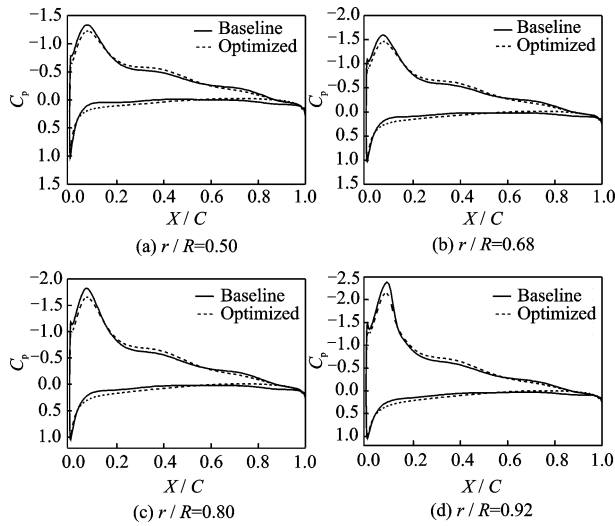 −1.5
−1.0
−0.5
0.0
0.5
1.0
1.5
Cp
Baseline
Optimized
0.0 0.2 0.4 0.6 0.8 1.0
X / C
(a) r / R=0.50
−2.0
−1.5
−1.0
−0.5
0.0
0.5
1.0
1.5
Cp
Baseline
Optimized
0.0 0.2 0.4 0.6 0.8 1.0
X / C
(b) r / R=0.68
−2.0
−1.5
−1.0
−0.5
0.0
0.5
1.0
Cp
Baseline
Optimized
0.0 0.2 0.4 0.6 0.8 1.0
X / C
(c) r / R=0.80
−2.5
−2.0
−1.5
−1.0
−0.5
0.0
0.5
1.0
Cp
Baseline
Optimized
0.0 0.2 0.4 0.6 0.8 1.0
X / C
(d) r / R=0.92